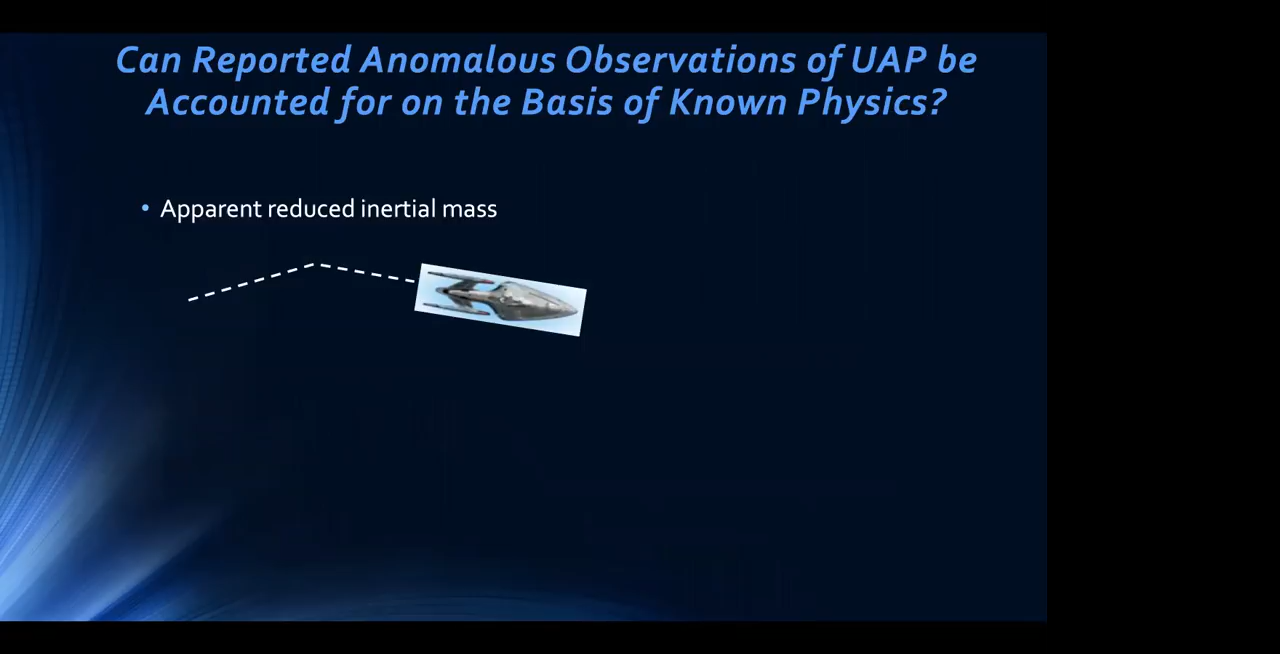 Can Reported Anomalous Observations of UAP be
Accounted for on the Basis of Known Physics?
• Apparent reduced inertial mass